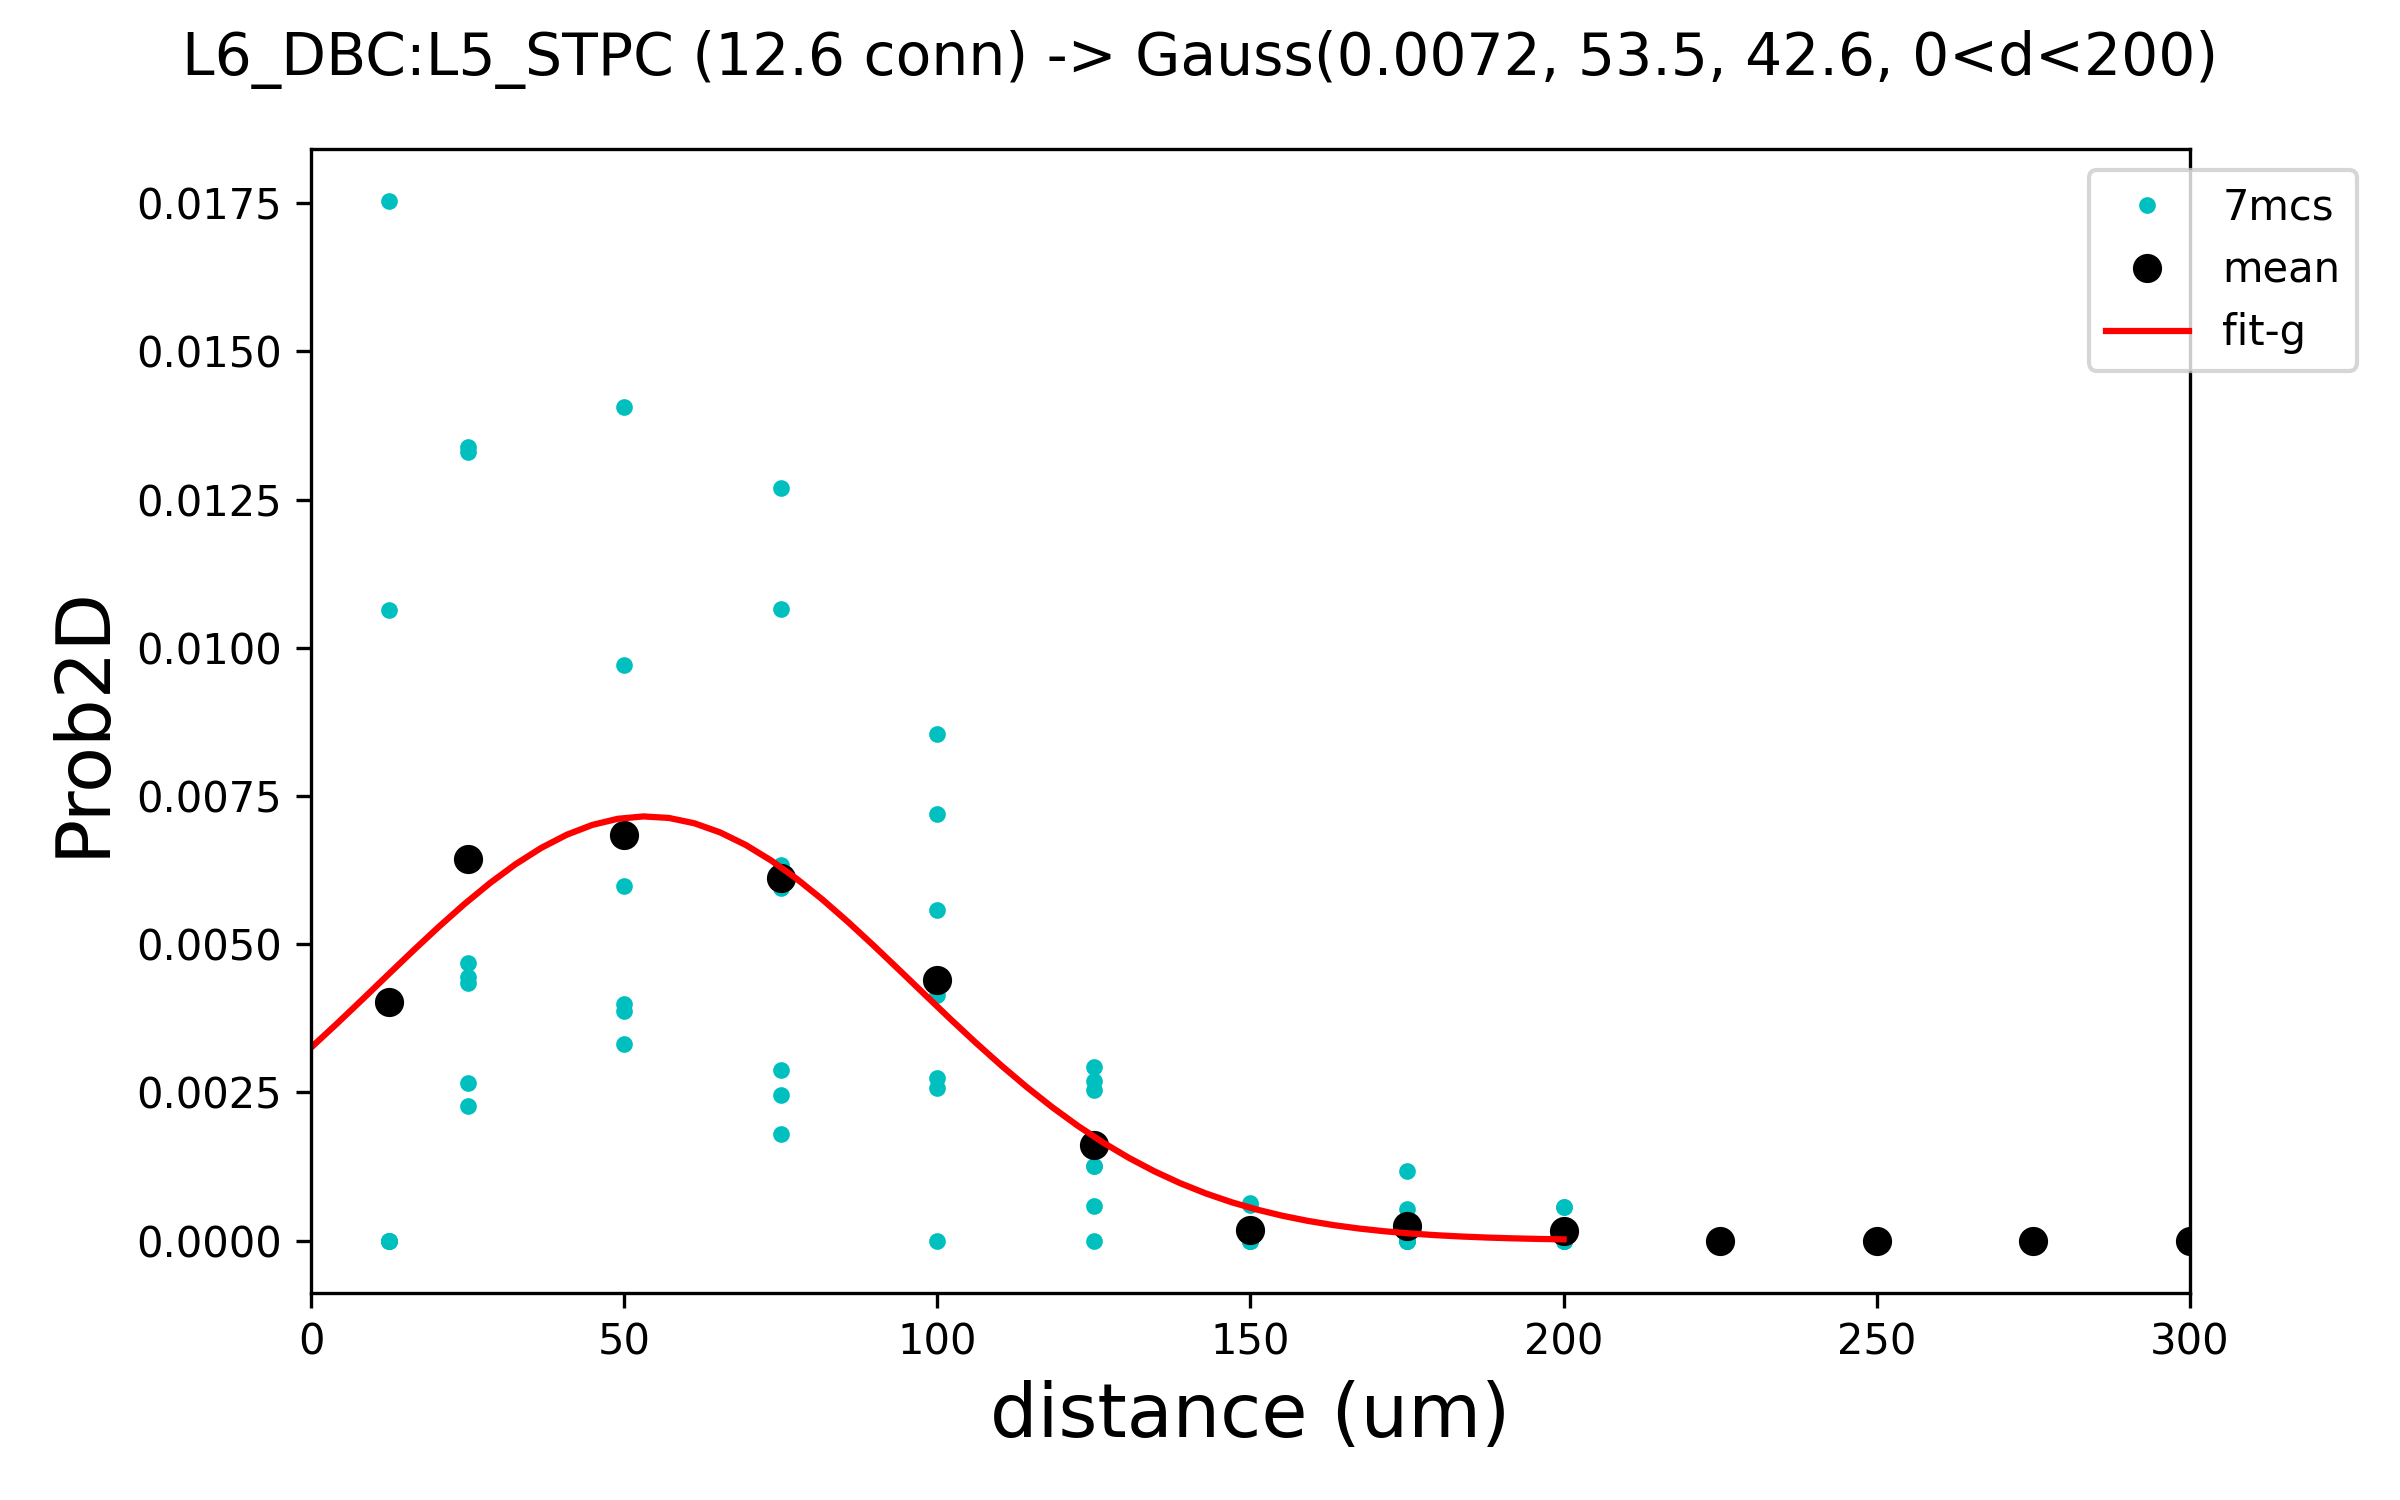 L6_DBC:L5_STPC (12.6 conn) -> Gauss(0.0072, 53.5, 42.6, 0<d<200)
7mcs
mean
fit-g
0.0175
0.0150
0.0125
0.0100
0.0075
0.0050
0.0025
0.0000
Prob2D
0 50 100 150 200 250 300
distance (um)